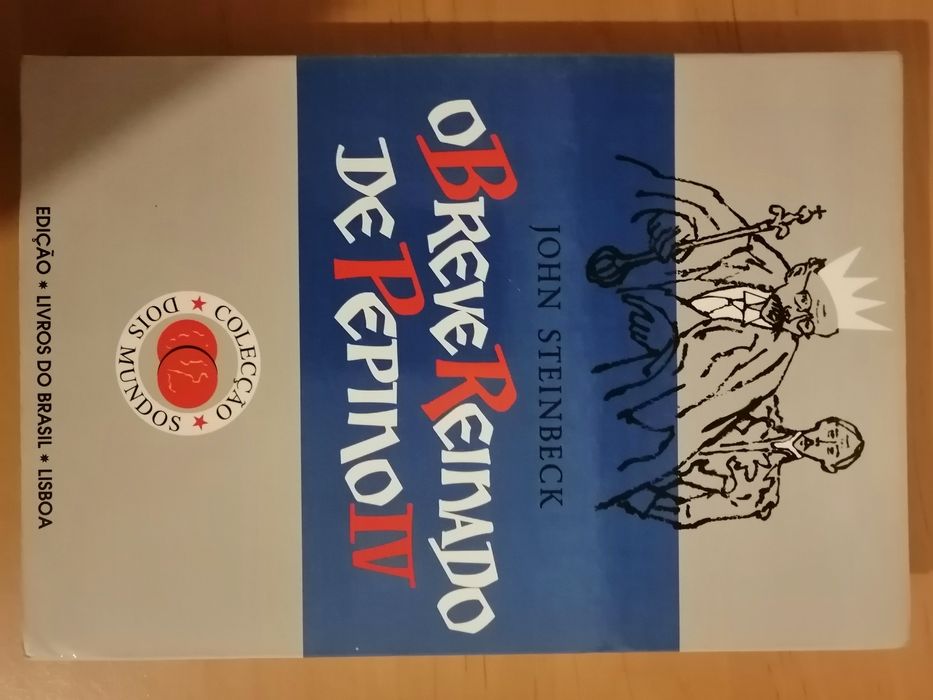 JOHN STEINBECK
O BREVE REINADO
DE PEPINO IV
COLECÇÃO
DOIS MUNDOS
EDIÇÃO * LIVROS DO BRASIL * LISBOA